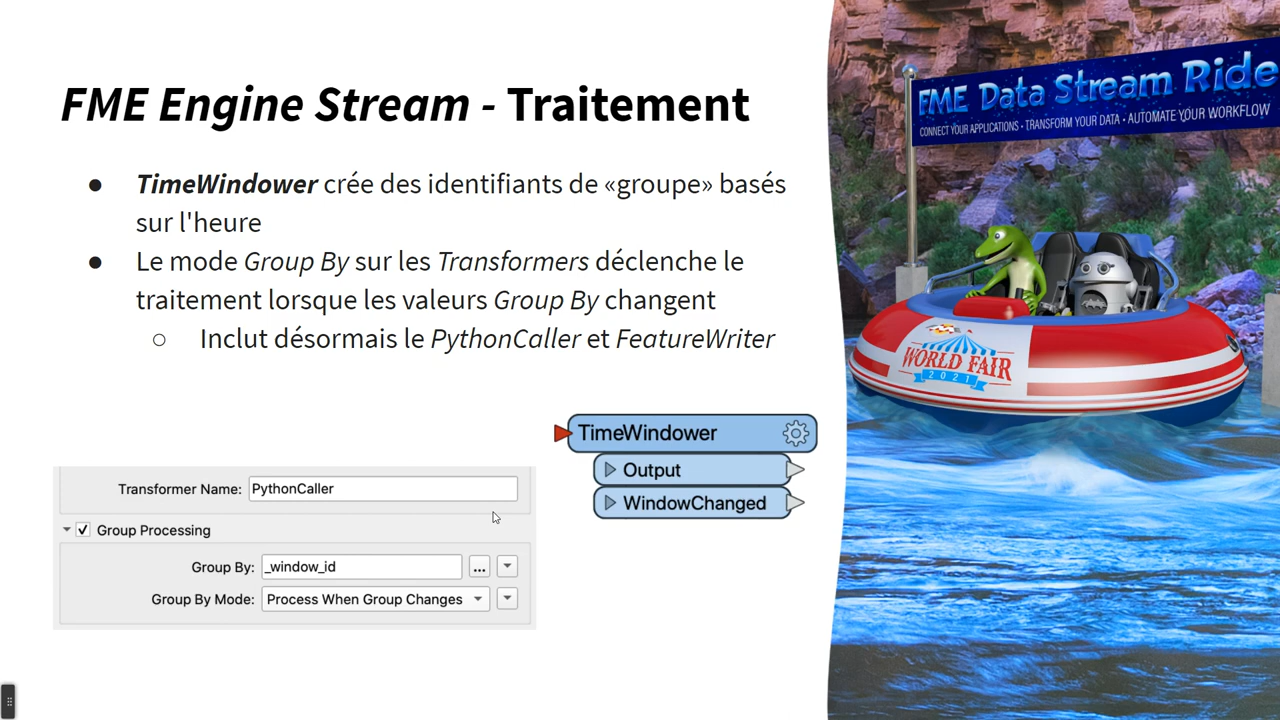 FME Engine Stream - Traitement
● TimeWindower crée des identifiants de «groupe» basés
sur l'heure
● Le mode Group By sur les Transformers déclenche le
traitement lorsque les valeurs Group By changent
○ Inclut désormais le PythonCaller et FeatureWriter
TimeWindower
Output
WindowChanged
Transformer Name: PythonCaller
Group Processing
Group By: _window_id ...
Group By Mode: Process When Group Changes
FME Data Stream Ride
CONNECT YOUR APPLICATIONS • TRANSFORM YOUR DATA • AUTOMATE YOUR WORKFLOW
FME
WORLD FAIR
2021